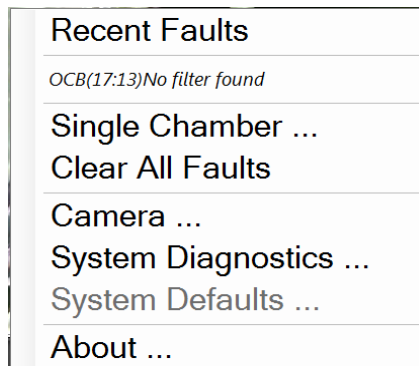 Recent Faults
OCB(17:13)No filter found
Single Chamber ...
Clear All Faults
Camera ...
System Diagnostics ...
System Defaults ...
About ...